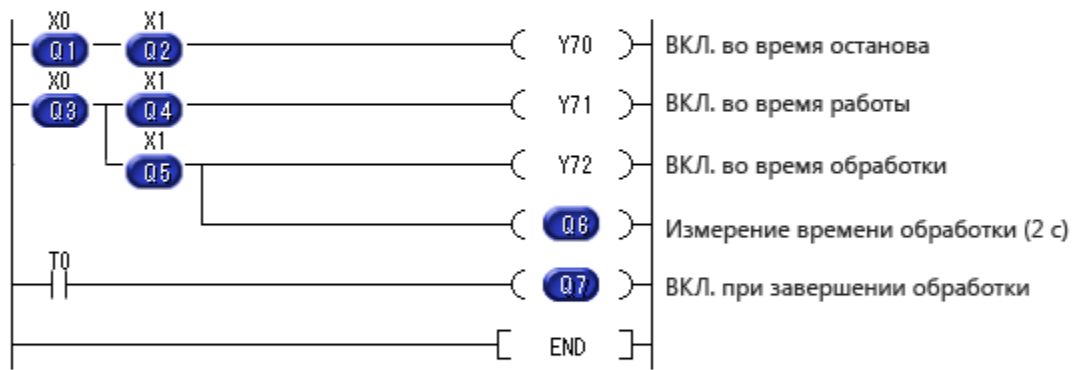 X0 X1
Q1 Q2 Y70 ВКЛ. во время останова
X0 X1
Q3 Q4 Y71 ВКЛ. во время работы
X1
Q5 Y72 ВКЛ. во время обработки
Q6 Измерение времени обработки (2 с)
T0
Q7 ВКЛ. при завершении обработки
END